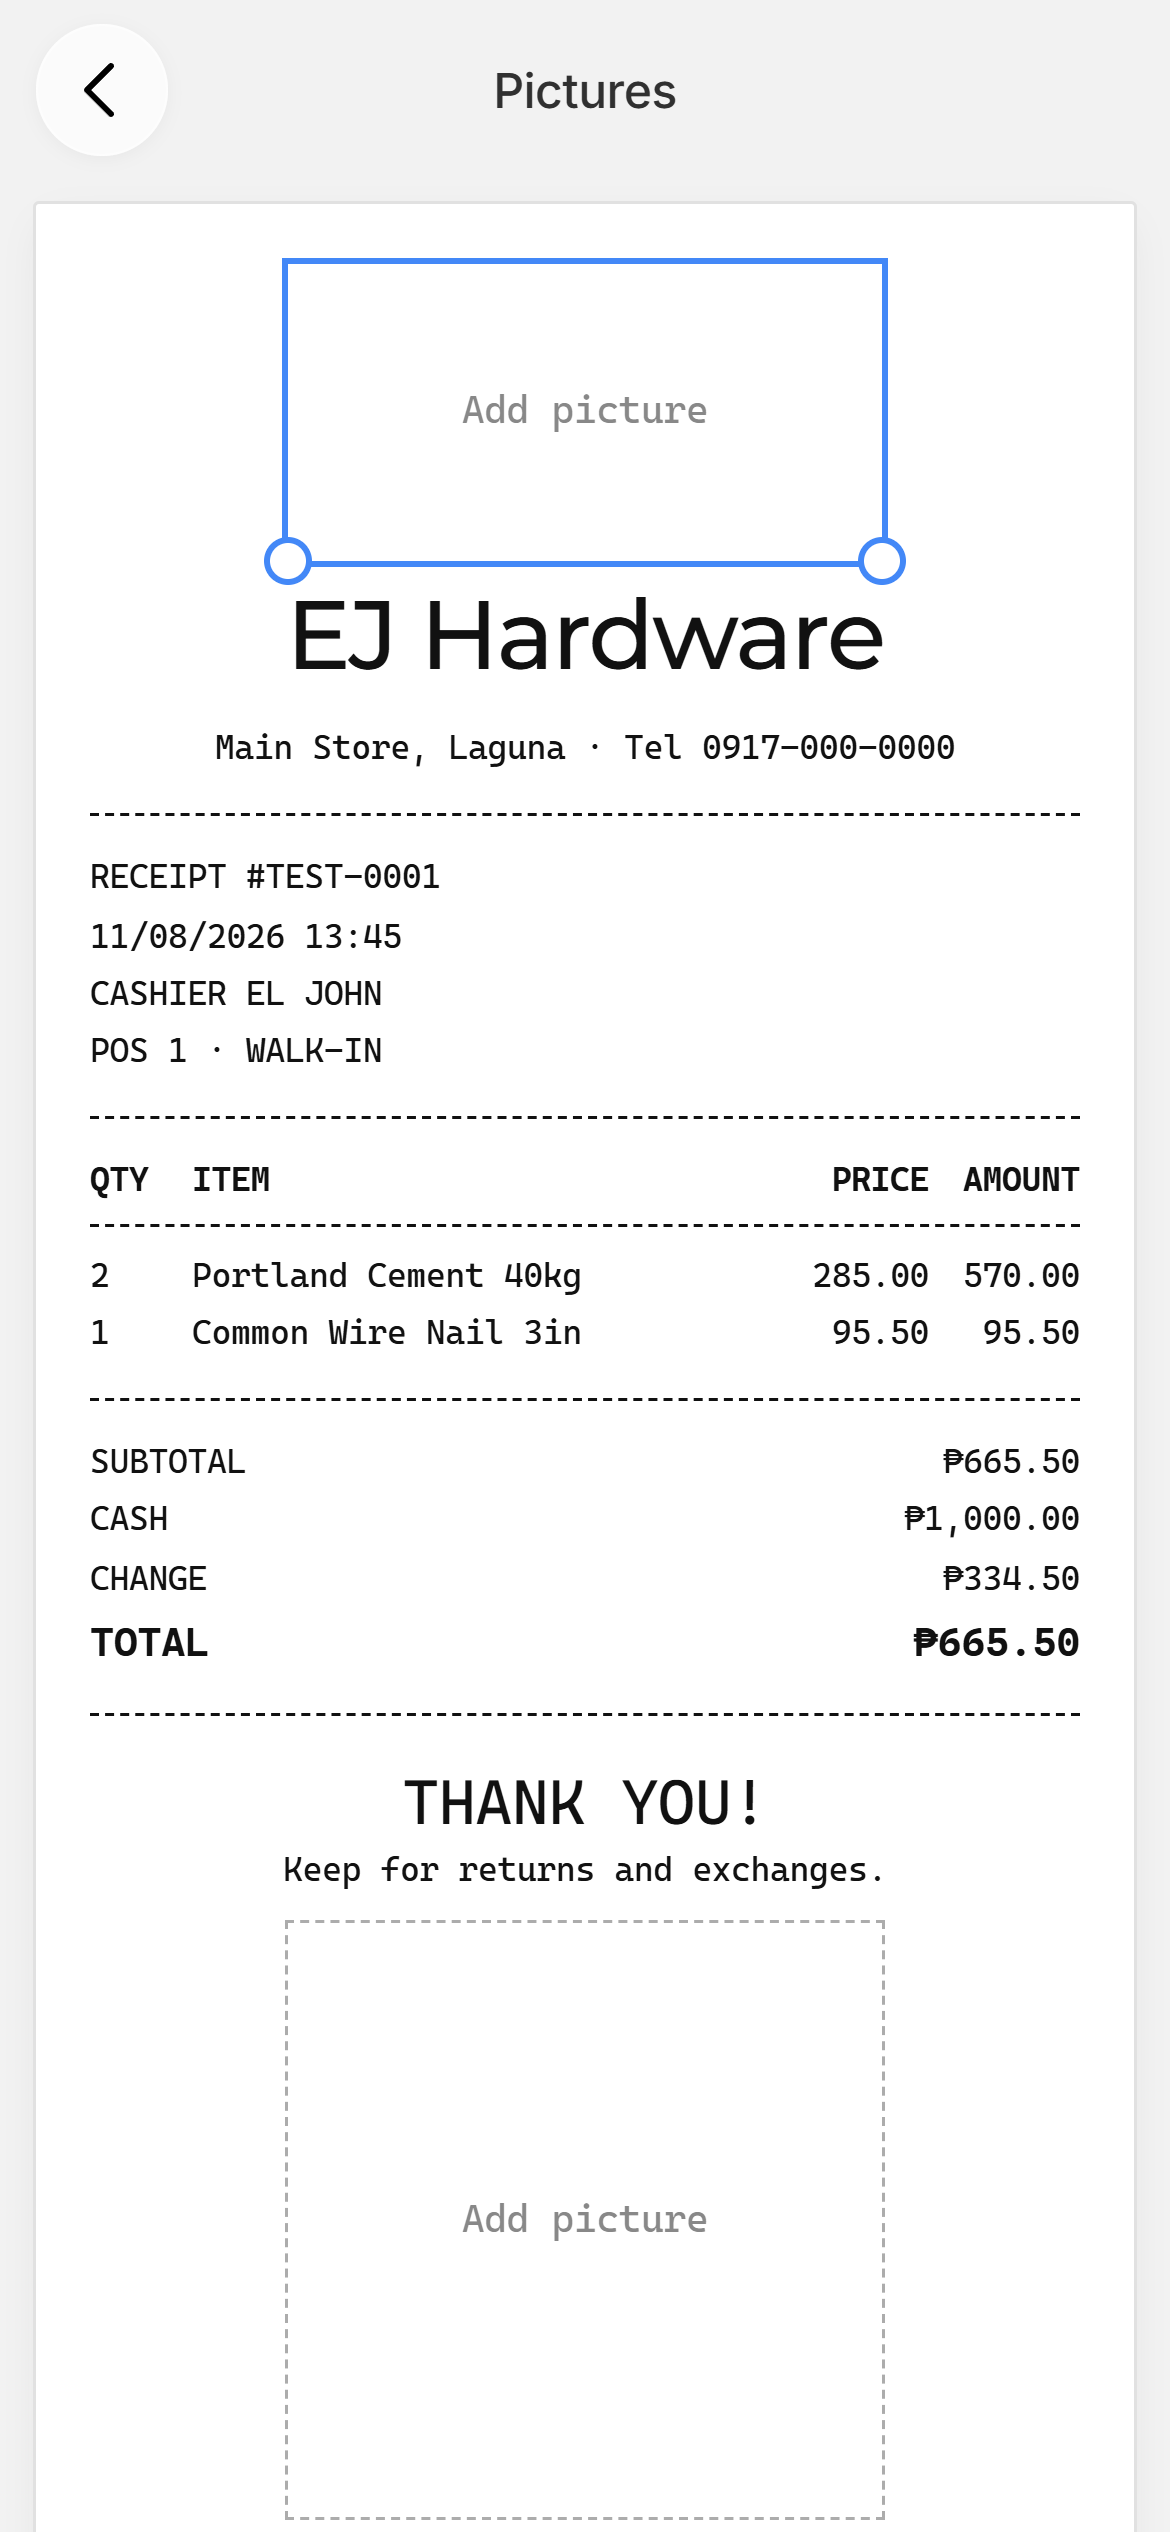 Pictures
Add picture
EJ Hardware
Main Store, Laguna · Tel 0917-000-0000
RECEIPT #TEST-0001
11/08/2026 13:45
CASHIER EL JOHN
POS 1 · WALK-IN
QTY ITEM PRICE AMOUNT
2 Portland Cement 40kg 285.00 570.00
1 Common Wire Nail 3in 95.50 95.50
SUBTOTAL ₱665.50
CASH ₱1,000.00
CHANGE ₱334.50
TOTAL ₱665.50
THANK YOU!
Keep for returns and exchanges.
Add picture